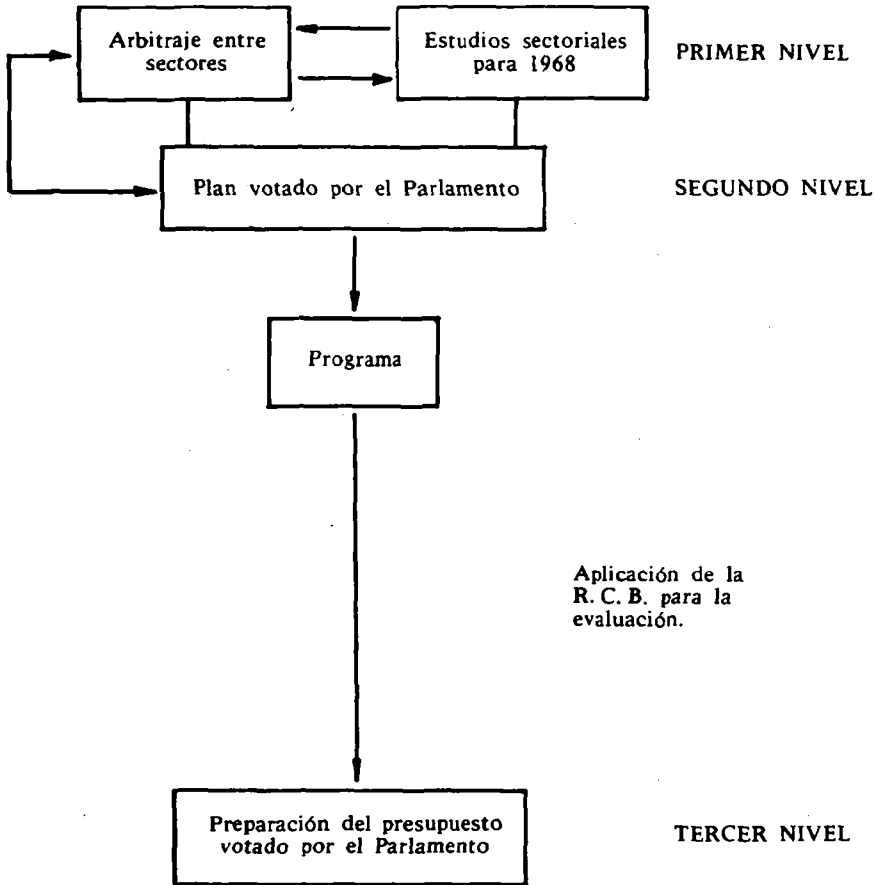 Arbitraje entre
sectores
Estudios sectoriales
para 1968
PRIMER NIVEL
Plan votado por el Parlamento
SEGUNDO NIVEL
Programa
Aplicación de la
R. C. B. para la
evaluación.
Preparación del presupuesto
votado por el Parlamento
TERCER NIVEL